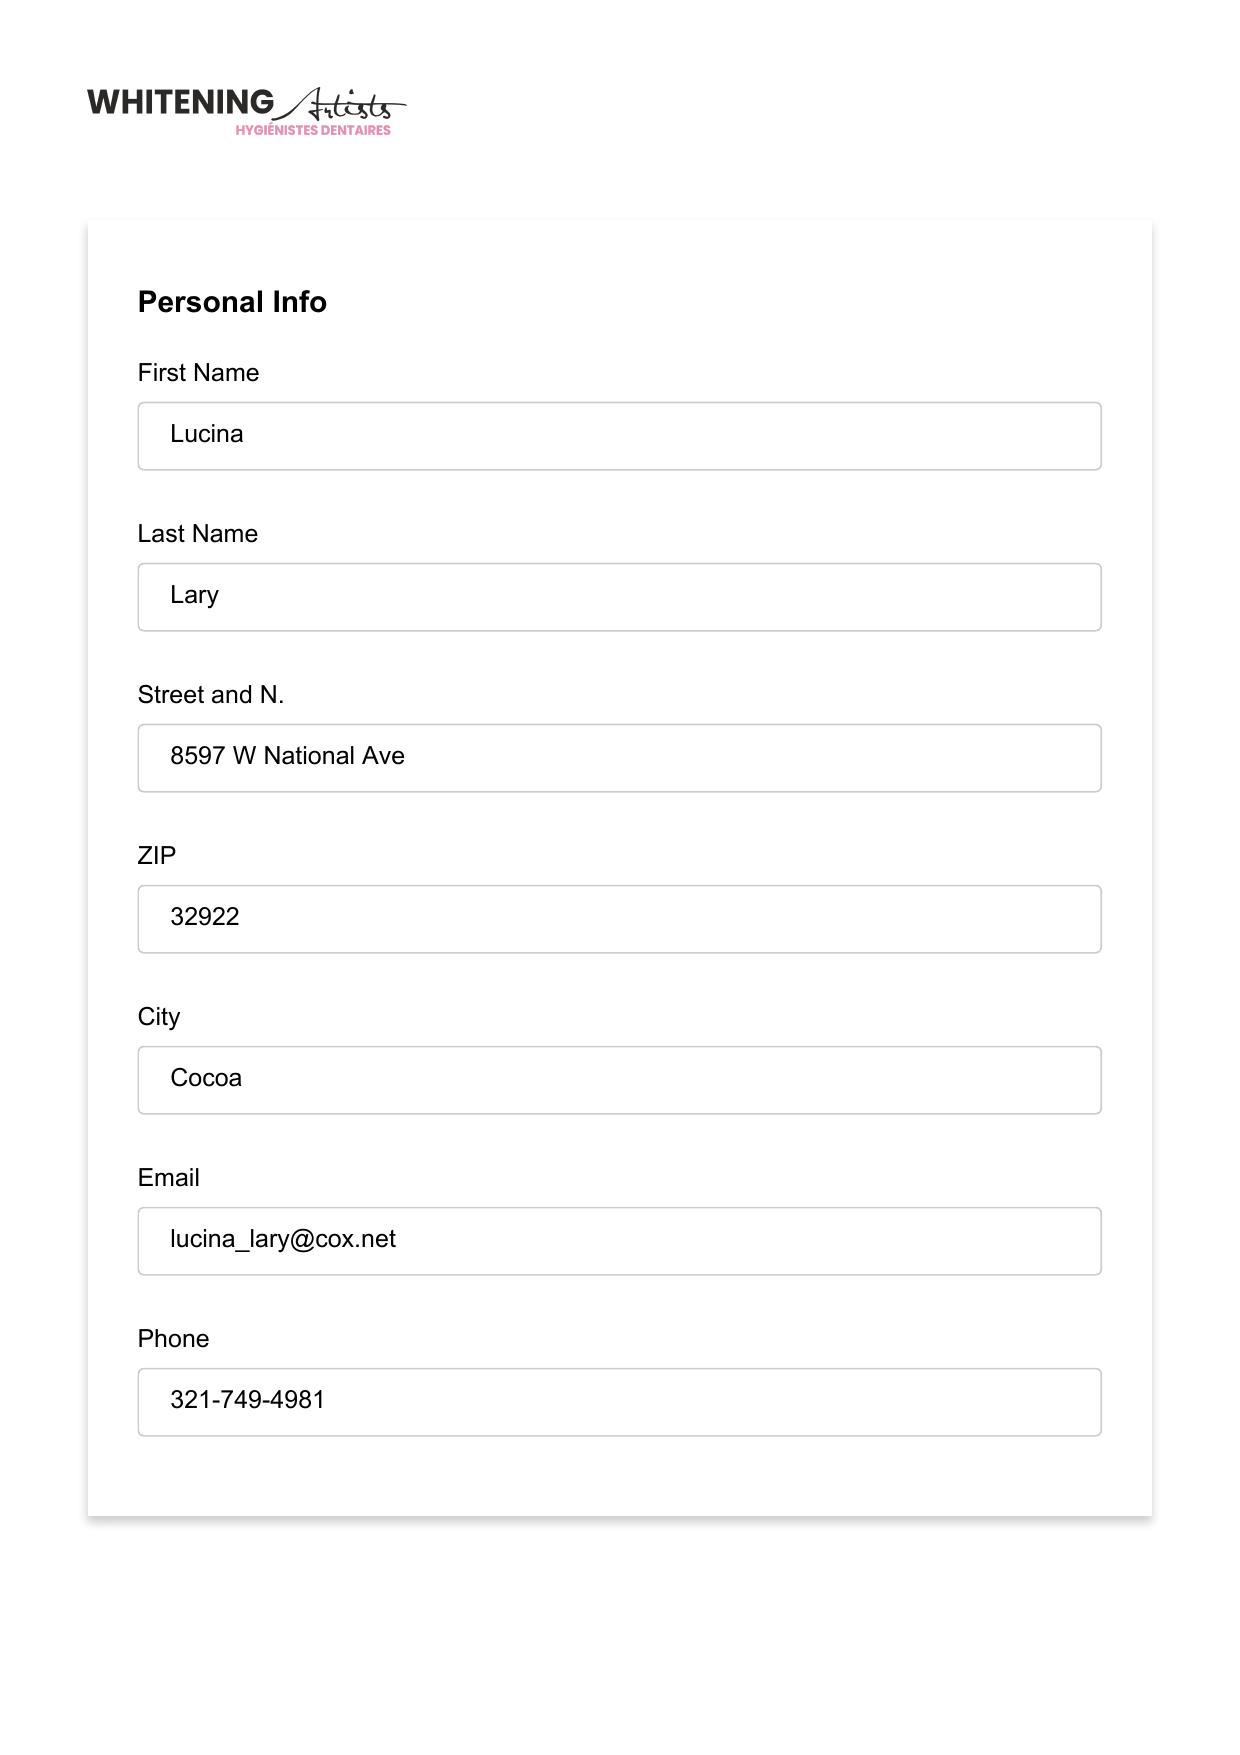 WHITENING Artists
HYGIÉNISTES DENTAIRES
Personal Info
First Name
Lucina
Last Name
Lary
Street and N.
8597 W National Ave
ZIP
32922
City
Cocoa
Email
lucina_lary@cox.net
Phone
321-749-4981